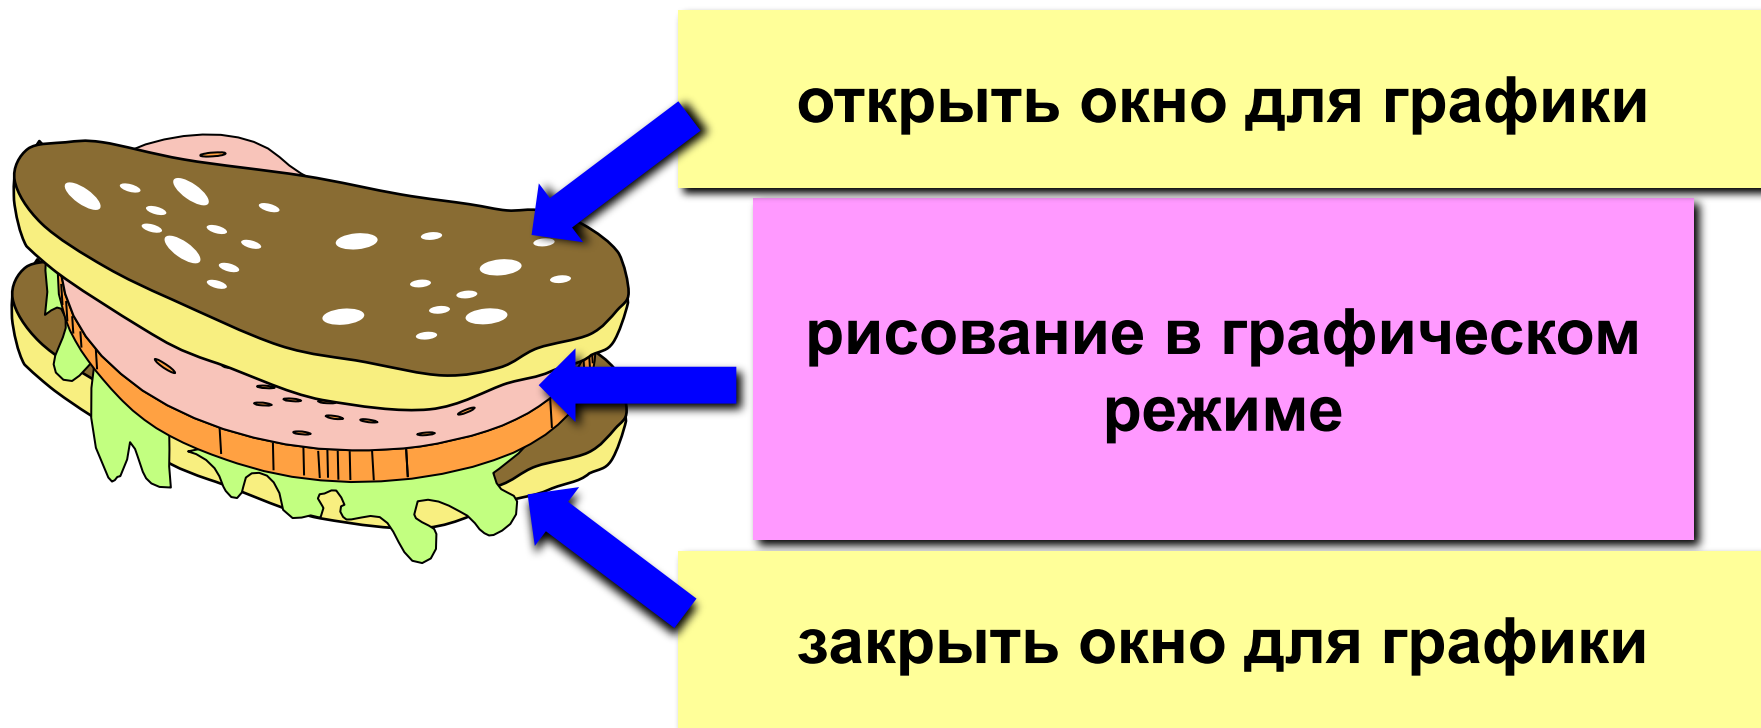 открыть окно для графики
рисование в графическом
режиме
закрыть окно для графики